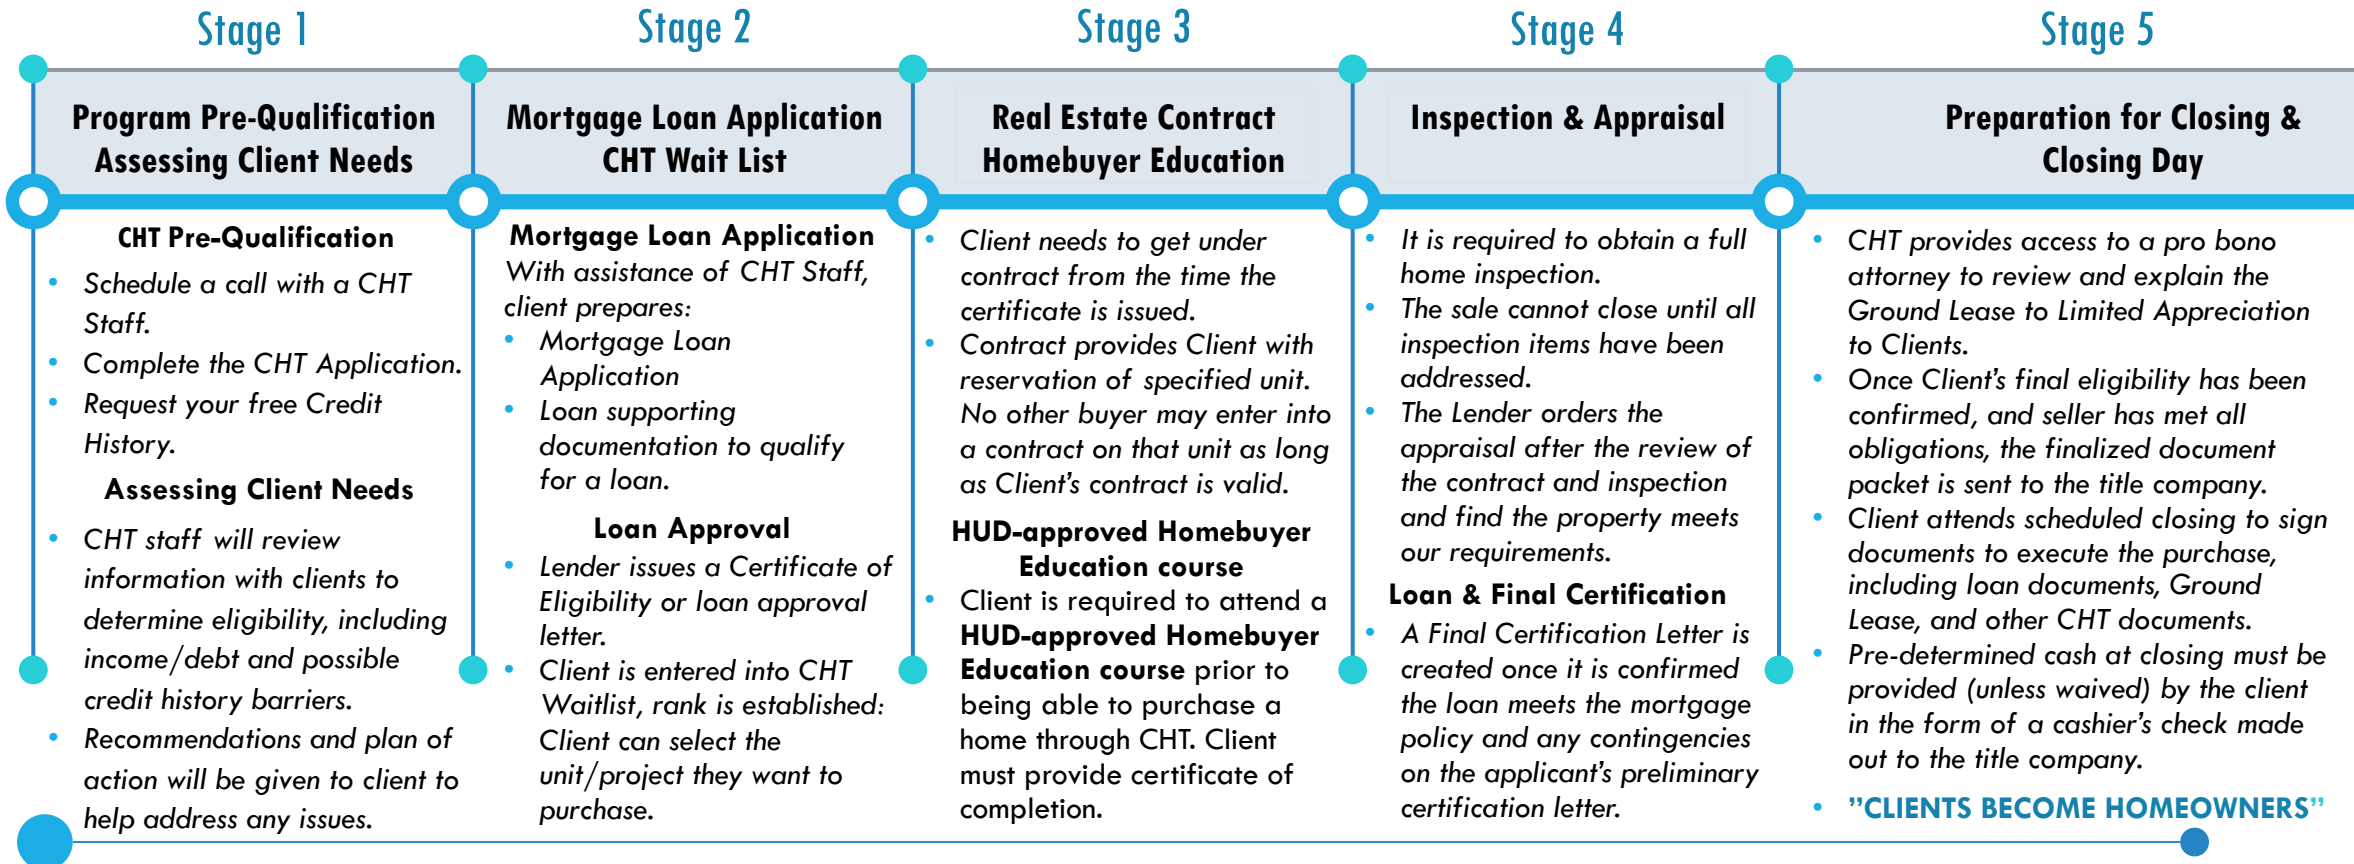 Stage 1
Program Pre-Qualification
Assessing Client Needs
CHT Pre-Qualification
• Schedule a call with a CHT
Staff.
• Complete the CHT Application.
• Request your free Credit
History.
Assessing Client Needs
• CHT staff will review
information with clients to
determine eligibility, including
income/debt and possible
credit history barriers.
• Recommendations and plan of
action will be given to client to
help address any issues.
Stage 2
Mortgage Loan Application
CHT Wait List
Mortgage Loan Application
With assistance of CHT Staff,
client prepares:
• Mortgage Loan
Application
• Loan supporting
documentation to qualify
for a loan.
Loan Approval
• Lender issues a Certificate of
Eligibility or loan approval
letter.
• Client is entered into CHT
Waitlist, rank is established:
Client can select the
unit/project they want to
purchase.
Stage 3
Real Estate Contract
Homebuyer Education
• Client needs to get under
contract from the time the
certificate is issued.
• Contract provides Client with
reservation of specified unit.
No other buyer may enter into
a contract on that unit as long
as Client's contract is valid.
HUD-approved Homebuyer
Education course
• Client is required to attend a
HUD-approved Homebuyer
Education course prior to
being able to purchase a
home through CHT. Client
must provide certificate of
completion.
Stage 4
Inspection & Appraisal
• It is required to obtain a full
home inspection.
• The sale cannot close until all
inspection items have been
addressed.
• The Lender orders the
appraisal after the review of
the contract and inspection
and find the property meets
our requirements.
Loan & Final Certification
• A Final Certification Letter is
created once it is confirmed
the loan meets the mortgage
policy and any contingencies
on the applicant's preliminary
certification letter.
Stage 5
Preparation for Closing &
Closing Day
• CHT provides access to a pro bono
attorney to review and explain the
Ground Lease to Limited Appreciation
to Clients.
• Once Client's final eligibility has been
confirmed, and seller has met all
obligations, the finalized document
packet is sent to the title company.
• Client attends scheduled closing to sign
documents to execute the purchase,
including loan documents, Ground
Lease, and other CHT documents.
• Pre-determined cash at closing must be
provided (unless waived) by the client
in the form of a cashier's check made
out to the title company.
• ”CLIENTS BECOME HOMEOWNERS”